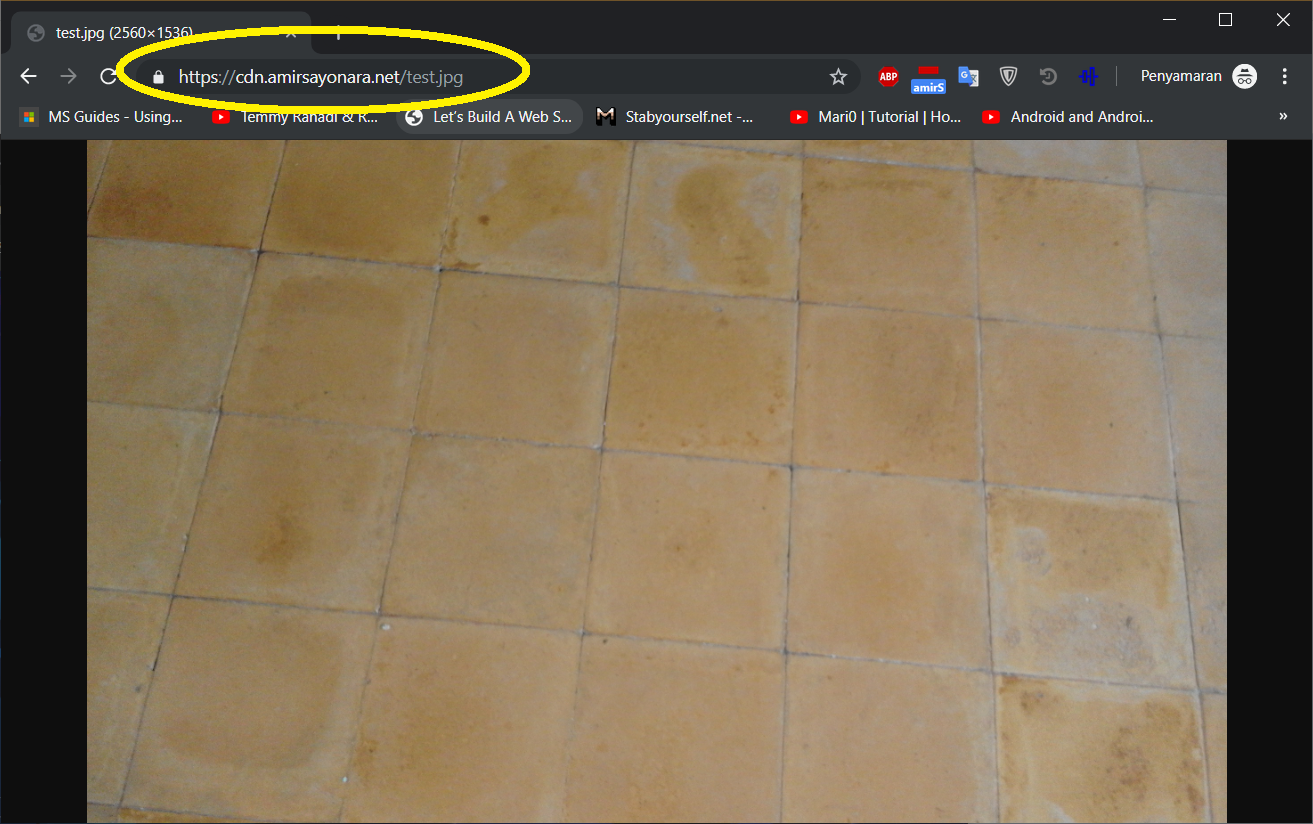 test.jpg (2560×1536)
https://cdn.amirsayonara.net/test.jpg
ABP
amirS
G
Penyamaran
MS Guides - Using...
Temmy Rahadi & R...
Let's Build A Web S...
M
Stabyourself.net -...
Mari0 | Tutorial | Ho...
Android and Androi...
»